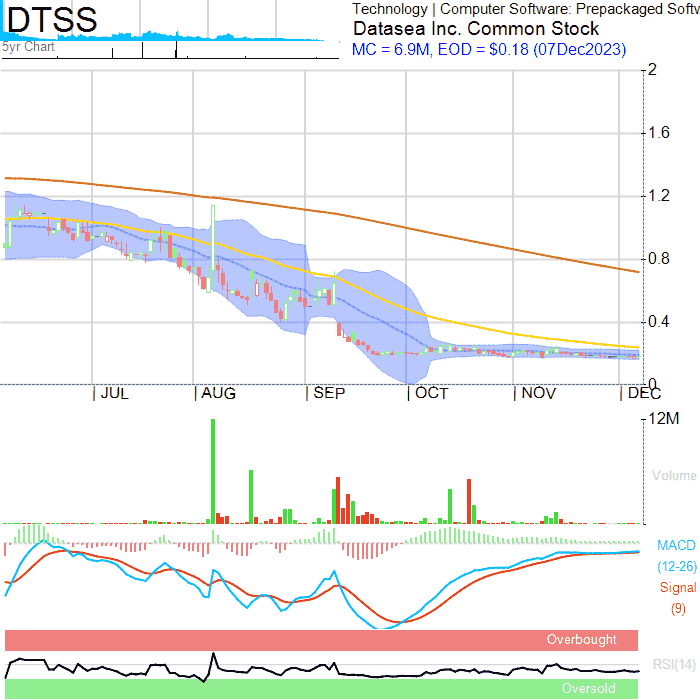 DTSS
5yr Chart
Technology | Computer Software: Prepackaged Softw
Datasea Inc. Common Stock
MC = 6.9M, EOD = $0.18 (07Dec2023)
2
1.6
1.2
0.8
0.4
0
JUL AUG SEP OCT NOV DEC
12M
Volume
MACD
(12-26)
Signal
(9)
Overbought
RSI(14)
Oversold